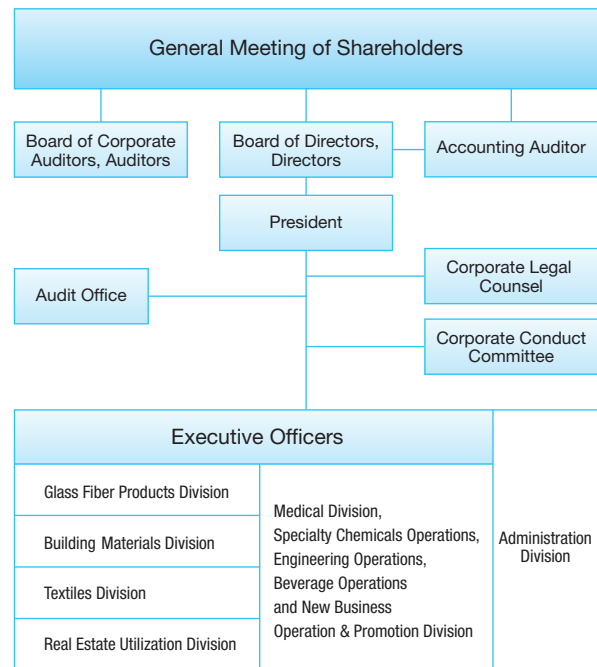 General Meeting of Shareholders
Board of Corporate
Auditors, Auditors
Board of Directors,
Directors
Accounting Auditor
President
Corporate Legal
Counsel
Audit Office
Corporate Conduct
Committee
Executive Officers
Glass Fiber Products Division
Building Materials Division
Textiles Division
Real Estate Utilization Division
Medical Division,
Specialty Chemicals Operations,
Engineering Operations,
Beverage Operations
and New Business
Operation & Promotion Division
Administration
Division